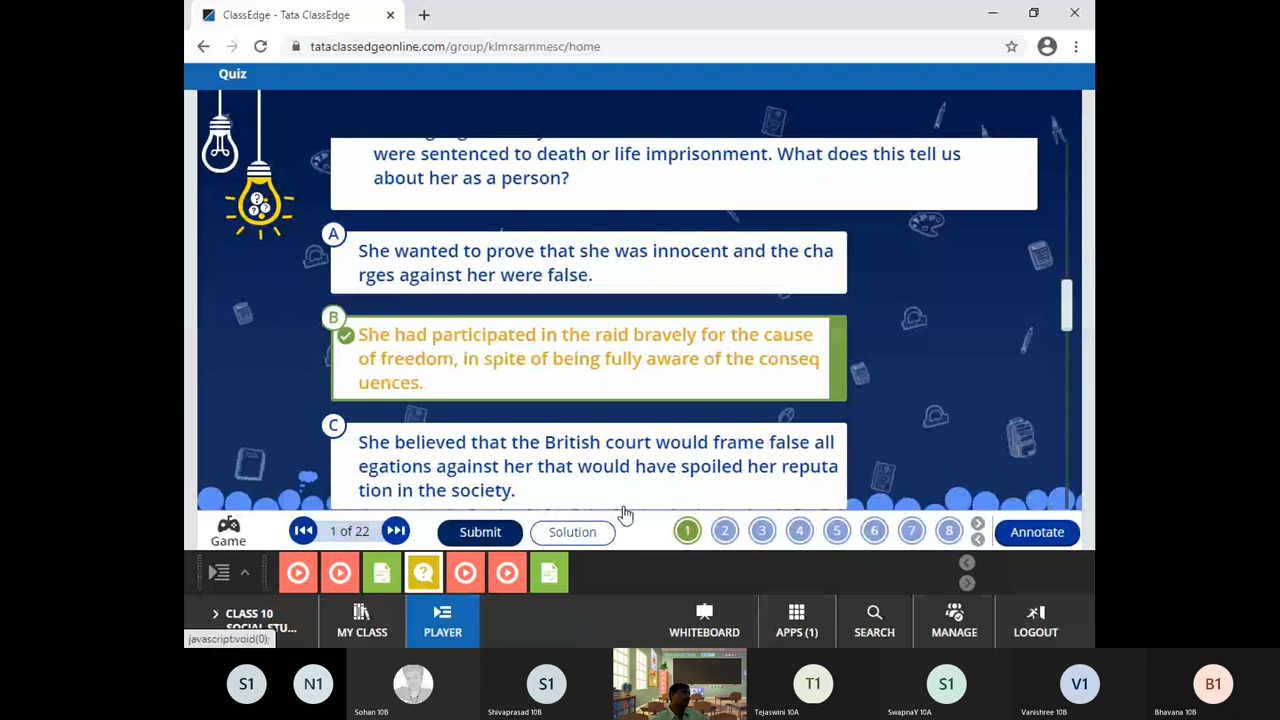 ClassEdge - Tata ClassEdge
tataclassedgeonline.com/group/klmrsarnmesc/home
Quiz
were sentenced to death or life imprisonment. What does this tell us
about her as a person?
A
She wanted to prove that she was innocent and the cha
rges against her were false.
B
She had participated in the raid bravely for the cause
of freedom, in spite of being fully aware of the conseq
uences.
C
She believed that the British court would frame false all
egations against her that would have spoiled her reputa
tion in the society.
Game
1 of 22
Submit
Solution
1 2 3 4 5 6 7 8
Annotate
CLASS 10
SOCIAL STU...
MY CLASS
PLAYER
WHITEBOARD
APPS (1)
SEARCH
MANAGE
LOGOUT
javascript:void(0);
S1
N1
S1
T1
S1
V1
B1
Sohan 10B
Shivaprasad 10B
Tejaswini 10A
SwapnaY 10A
Vanishree 10B
Bhavana 10B